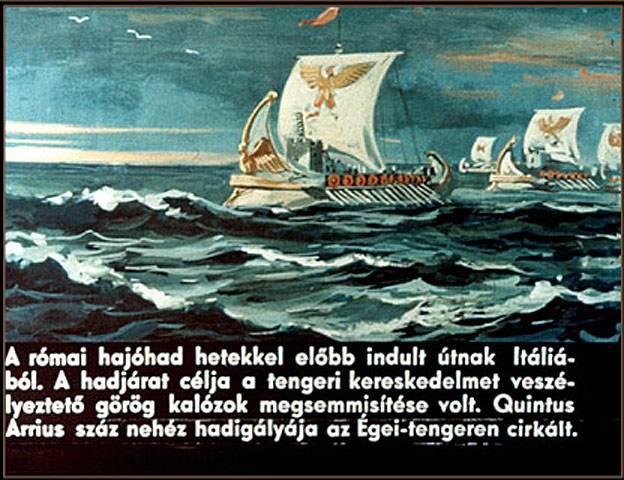 A római hajóhad hetekkel előbb indult útnak Itáliá-
ból. A hadjárat célja a tengeri kereskedelmet veszé-
lyeztető görög kalózok megsemmisítése volt. Quintus
Arrius száz nehéz hadigályája az Égei-tengeren cirkált.